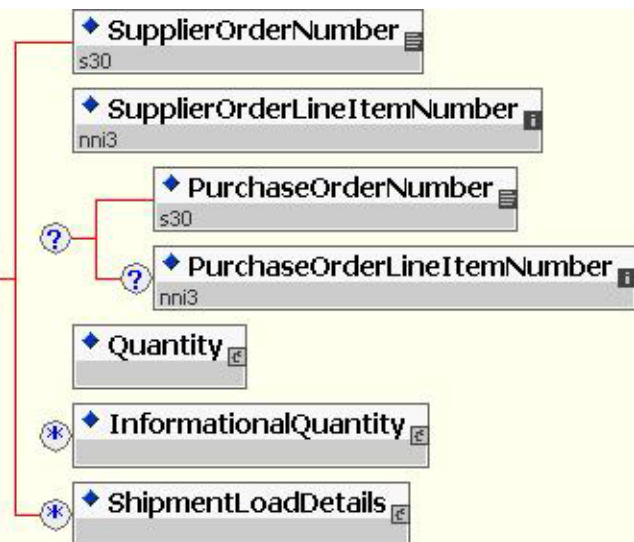 SupplierOrderNumber
s30
SupplierOrderLineItemNumber
nni3
PurchaseOrderNumber
s30
?
?
PurchaseOrderLineItemNumber
nni3
Quantity
*
InformationalQuantity
*
ShipmentLoadDetails